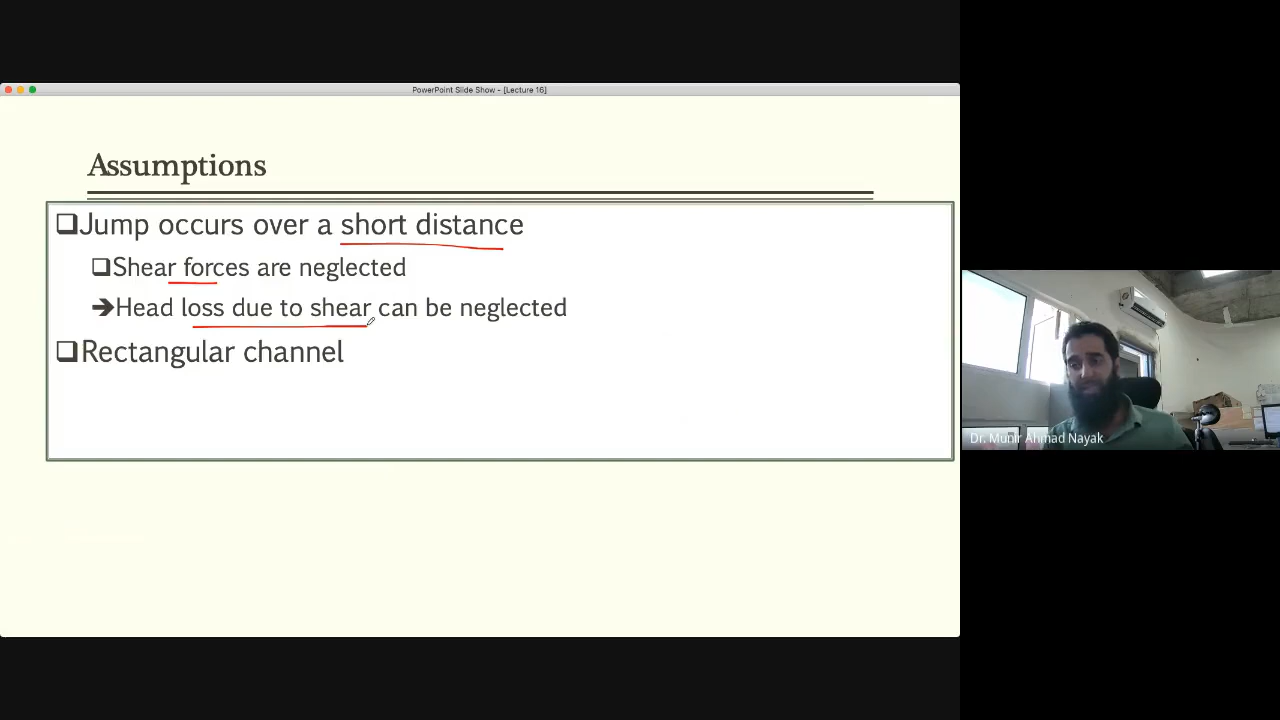 PowerPoint Slide Show - [Lecture 16]
Assumptions
Jump occurs over a short distance
Shear forces are neglected
Head loss due to shear can be neglected
Rectangular channel
Dr. Munir Ahmad Nayak